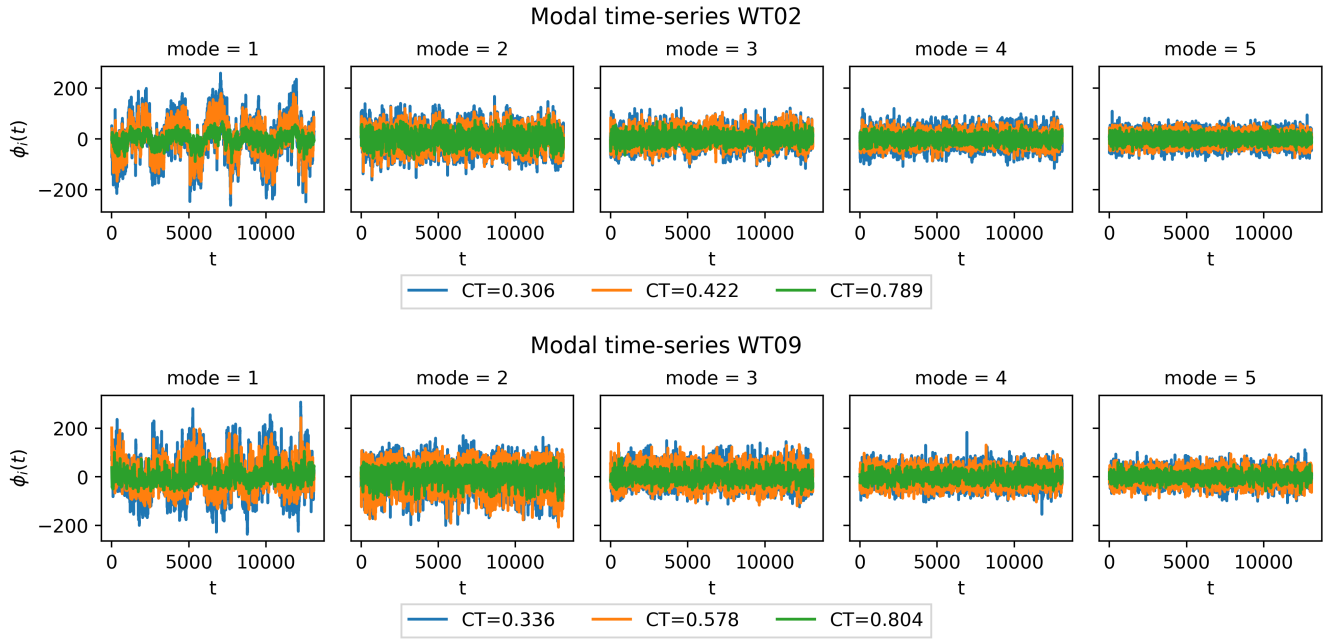 Modal time-series WT02
mode = 1 mode = 2 mode = 3 mode = 4 mode = 5
ϕᵢ(t)
200
0
−200
0 5000 10000 0 5000 10000 0 5000 10000 0 5000 10000 0 5000 10000
t t t t t
CT=0.306 CT=0.422 CT=0.789
Modal time-series WT09
mode = 1 mode = 2 mode = 3 mode = 4 mode = 5
ϕᵢ(t)
200
0
−200
0 5000 10000 0 5000 10000 0 5000 10000 0 5000 10000 0 5000 10000
t t t t t
CT=0.336 CT=0.578 CT=0.804